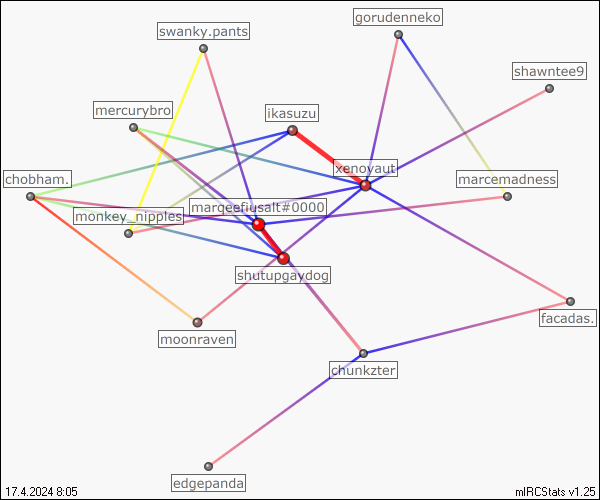 gorudenneko
swanky.pants
shawntee9
mercurybro
ikasuzu
xenoyaut
chobham.
marcemadness
margeefiusalt#0000
monkey_nipples
shutupgaydog
facadas.
moonraven
chunkzter
edgepanda
17.4.2024 8:05
mIRCStats v1.25